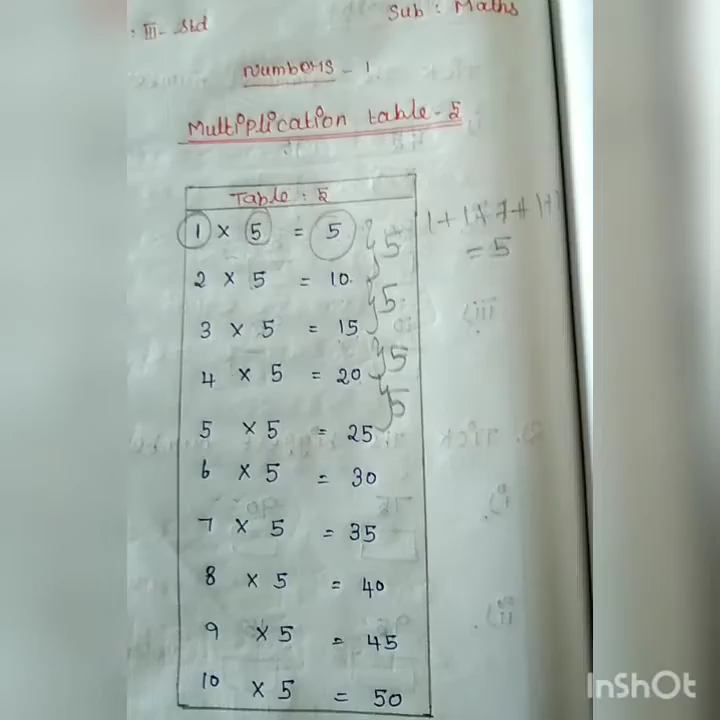 : III - Std
Sub : Maths
Numbers - 1
Multiplication table - 5
Table : 5
1 × 5 = 5
2 × 5 = 10
3 × 5 = 15
4 × 5 = 20
5 × 5 = 25
6 × 5 = 30
7 × 5 = 35
8 × 5 = 40
9 × 5 = 45
10 × 5 = 50
5
5
5
5
= 5
InShOt